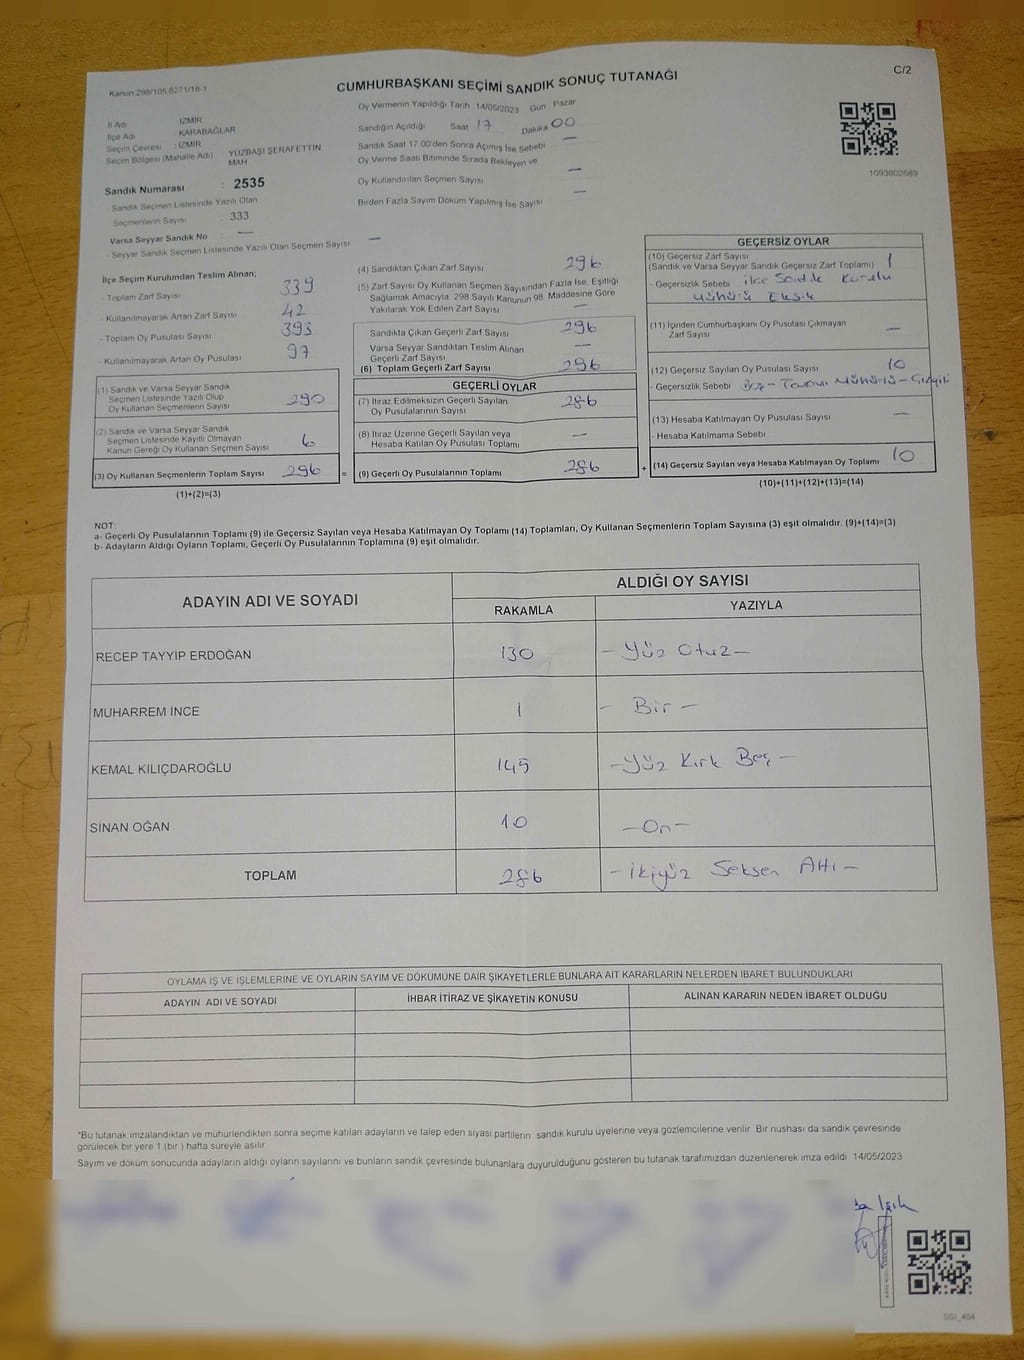 CUMHURBAŞKANI SEÇİMİ SANDIK SONUÇ TUTANAĞI
C/2
Kanun 298/105,6271/18-1
İl Adı İZMİR
İlçe Adı KARABAĞLAR
Seçim Çevresi : İZMİR
Seçim Bölgesi (Mahalle Adı) YÜZBAŞI ŞERAFETTİN MAH
Sandık Numarası : 2535
- Sandık Seçmen Listesinde Yazılı Olan
Seçmenlerin Sayısı : 333
Varsa Seyyar Sandık No —
- Seyyar Sandık Seçmen Listesinde Yazılı Olan Seçmen Sayısı —
Oy Vermenin Yapıldığı Tarih 14/05/2023 Gün Pazar
Sandığın Açıldığı Saat 17 Dakika 00
Sandık Saat 17.00'den Sonra Açımış İse Sebebi —
Oy Verme Saati Bitiminde Sırada Bekleyen ve
Oy Kullandırılan Seçmen Sayısı —
Birden Fazla Sayım Döküm Yapılmış İse Sayısı —
1093802689
İlçe Seçim Kurulundan Teslim Alınan;
- Toplam Zarf Sayısı 339
- Kullanılmayarak Artan Zarf Sayısı 42
- Toplam Oy Pusulası Sayısı 393
- Kullanılmayarak Artan Oy Pusulası 97
(1) Sandık ve Varsa Seyyar Sandık
Seçmen Listesinde Yazılı Olup
Oy Kullanan Seçmenlerin Sayısı 290
(2) Sandık ve Varsa Seyyar Sandık
Seçmen Listesinde Kayıtlı Olmayan
Kanun Gereği Oy Kullanan Seçmen Sayısı 6
(3) Oy Kullanan Seçmenlerin Toplam Sayısı 296 =
(1)+(2)=(3)
(4) Sandıktan Çıkan Zarf Sayısı 296
(5) Zarf Sayısı Oy Kullanan Seçmen Sayısından Fazla İse, Eşitliği
Sağlamak Amacıyla, 298 Sayılı Kanunun 98. Maddesine Göre
Yakılarak Yok Edilen Zarf Sayısı —
Sandıkta Çıkan Geçerli Zarf Sayısı 296
Varsa Seyyar Sandıktan Teslim Alınan
Geçerli Zarf Sayısı —
(6) Toplam Geçerli Zarf Sayısı 296
GEÇERLİ OYLAR
(7) İtiraz Edilmeksizin Geçerli Sayılan
Oy Pusulalarının Sayısı 286
(8) İtiraz Üzerine Geçerli Sayılan veya
Hesaba Katılan Oy Pusulası Toplamı —
(9) Geçerli Oy Pusulalarının Toplamı 286 +
GEÇERSİZ OYLAR
(10) Geçersiz Zarf Sayısı
(Sandık ve Varsa Seyyar Sandık Geçersiz Zarf Toplamı) 1
- Geçersizlik Sebebi ilçe Sandık Kurulu
Mührü Eksik
(11) İçinden Cumhurbaşkanı Oy Pusulası Çıkmayan
Zarf Sayısı —
(12) Geçersiz Sayılan Oy Pusulası Sayısı 10
- Geçersizlik Sebebi Boş -
(13) Hesaba Katılmayan Oy Pusulası Sayısı —
- Hesaba Katılmama Sebebi
(14) Geçersiz Sayılan veya Hesaba Katılmayan Oy Toplamı 10
(10)+(11)+(12)+(13)=(14)
NOT:
a- Geçerli Oy Pusulalarının Toplamı (9) ile Geçersiz Sayılan veya Hesaba Katılmayan Oy Toplamı (14) Toplamları, Oy Kullanan Seçmenlerin Toplam Sayısına (3) eşit olmalıdır. (9)+(14)=(3)
b- Adayların Aldığı Oyların Toplamı, Geçerli Oy Pusulalarının Toplamına (9) eşit olmalıdır.
ADAYIN ADI VE SOYADI
ALDIĞI OY SAYISI
RAKAMLA YAZIYLA
RECEP TAYYİP ERDOĞAN 130 - Yüz Otuz -
MUHARREM İNCE 1 - Bir -
KEMAL KILIÇDAROĞLU 145 - Yüz Kırk Beş -
SİNAN OĞAN 10 - On -
TOPLAM 286 - İkiyüz Seksen Altı -
OYLAMA İŞ VE İŞLEMLERİNE VE OYLARIN SAYIM VE DÖKÜMÜNE DAİR ŞİKAYETLERLE BUNLARA AİT KARARLARIN NELERDEN İBARET BULUNDUKLARI
ADAYIN ADI VE SOYADI İHBAR İTİRAZ VE ŞİKAYETİN KONUSU ALINAN KARARIN NEDEN İBARET OLDUĞU
*Bu tutanak imzalandıktan ve mühürlendikten sonra seçime katılan adayların ve talep eden siyasi partilerin sandık kurulu üyelerine veya gözlemcilerine verilir. Bir nüshası da sandık çevresinde
görülecek bir yere 1 (bir ) hafta süreyle asılır.
Sayım ve döküm sonucunda adayların aldığı oyların sayılarını ve bunların sandık çevresinde bulunanlara duyurulduğunu gösteren bu tutanak tarafımızdan düzenlenerek imza edildi. 14/05/2023
SGI_404